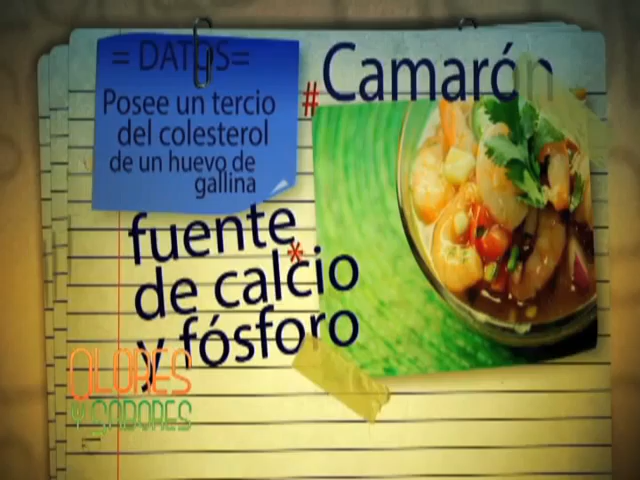 = DATOS=
Posee un tercio
del colesterol
de un huevo de
gallina
# Camarón
fuente
de calcio*
y fósforo
OLORES
Y SABORES